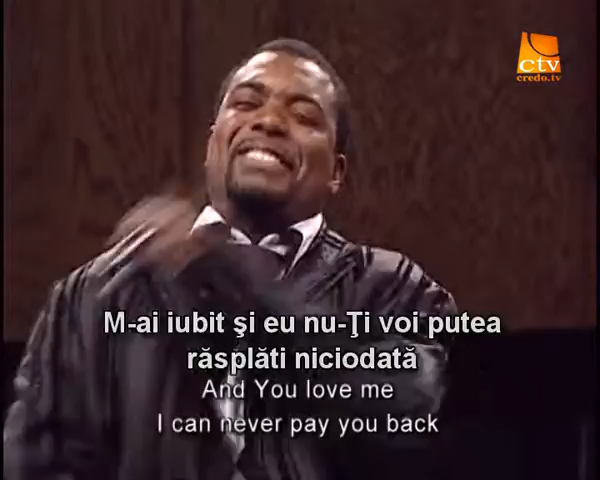 ctv
credo.tv
M-ai iubit şi eu nu-Ţi voi putea
răsplăti niciodată
And You love me
I can never pay you back